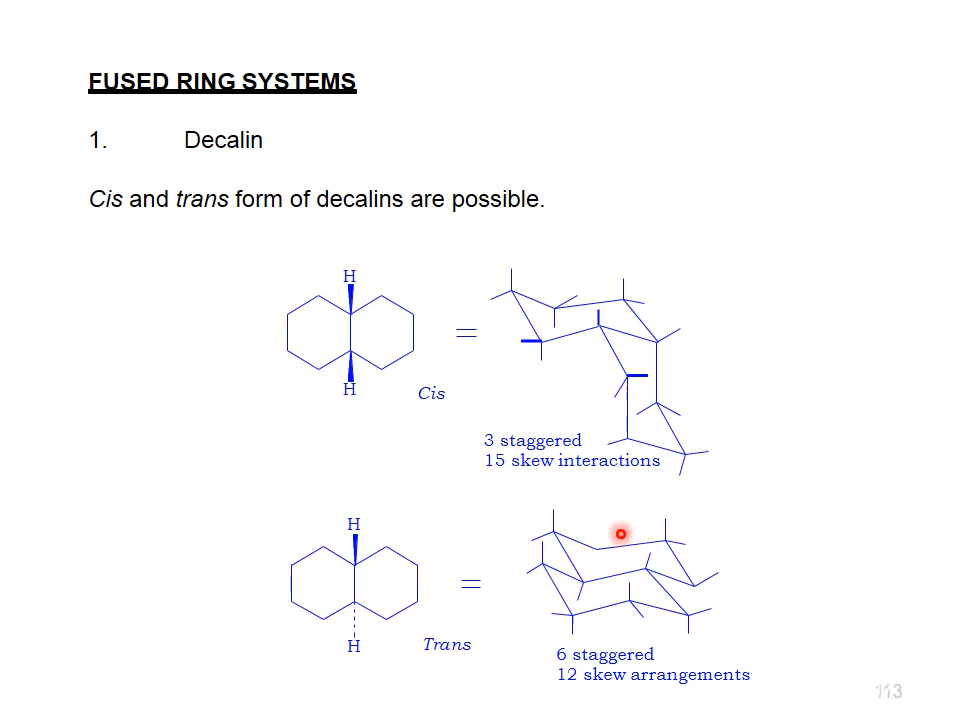 FUSED RING SYSTEMS
1. Decalin
Cis and trans form of decalins are possible.
H
H
=
Cis
3 staggered
15 skew interactions
H
H
=
Trans
6 staggered
12 skew arrangements
113